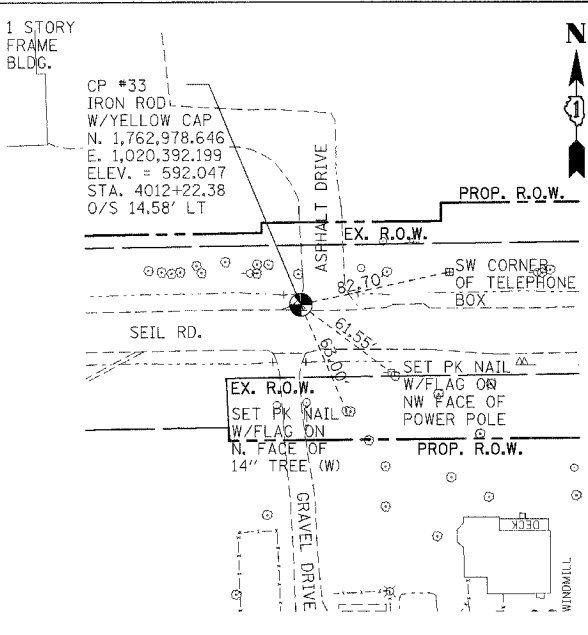 1 STORY
FRAME
BLDG.
N
1
CP #33
IRON ROD
W/YELLOW CAP
N. 1,762,978.646
E. 1,020,392.199
ELEV. = 592.047
STA. 4012+22.38
O/S 14.58' LT
ASPHALT DRIVE
PROP. R.O.W.
EX. R.O.W.
82.70'
SW CORNER
OF TELEPHONE
BOX
SEIL RD.
61.55'
63.00'
SET PK NAIL
W/FLAG ON
NW FACE OF
POWER POLE
EX. R.O.W.
SET PK NAIL
W/FLAG ON
N. FACE OF
14" TREE (W)
PROP. R.O.W.
GRAVEL DRIVE
DECK
WINDMILL